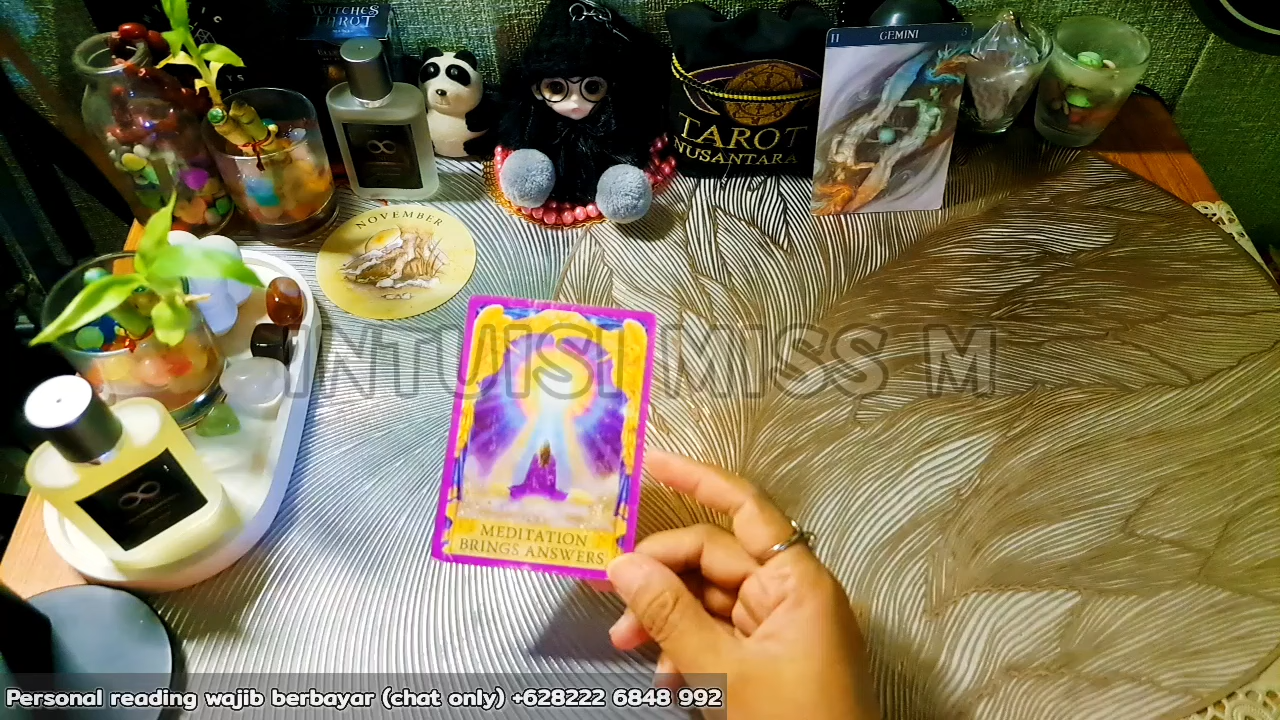 WITCHES
TAROT
II GEMINI
TAROT
NUSANTARA
NOVEMBER
INTUISI MISS M
MEDITATION
BRINGS ANSWERS
Personal reading wajib berbayar (chat only) +628222 6848 992